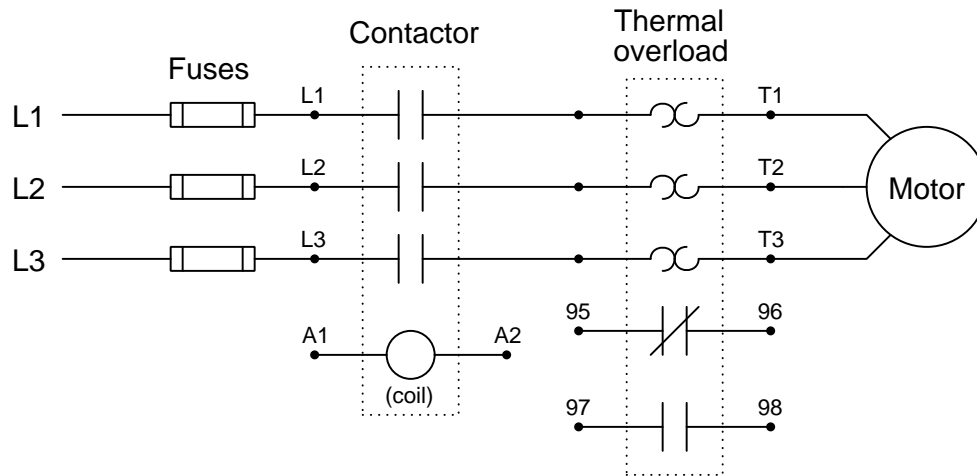 Fuses
Contactor
Thermal
overload
L1
L1
T1
L2
L2
T2
Motor
L3
L3
T3
A1
A2
(coil)
95
96
97
98